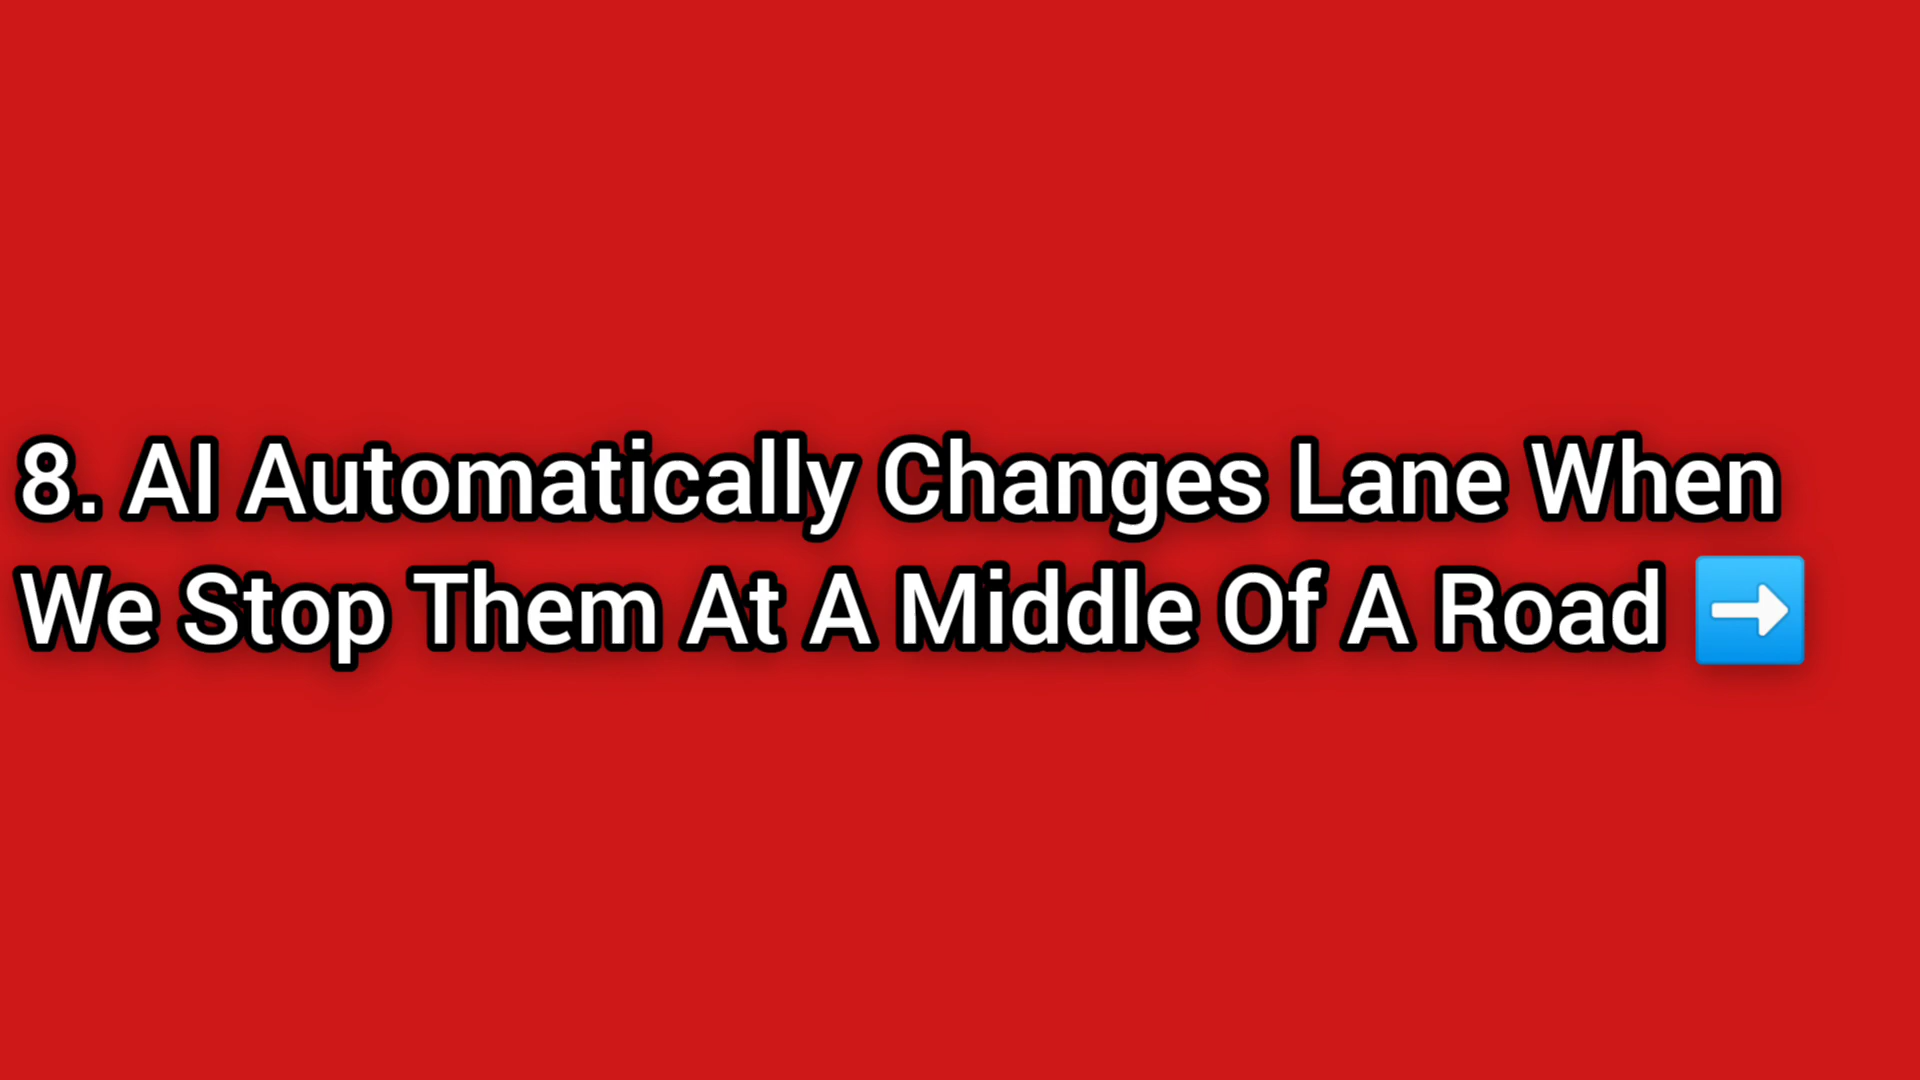 8. AI Automatically Changes Lane When
We Stop Them At A Middle Of A Road ➡️